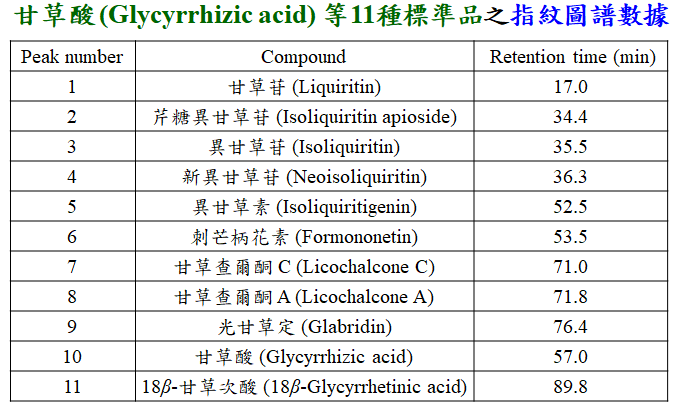 甘草酸(Glycyrrhizic acid) 等11種標準品之指紋圖譜數據
Peak number Compound Retention time (min)
1 甘草苷 (Liquiritin) 17.0
2 芹糖異甘草苷 (Isoliquiritin apioside) 34.4
3 異甘草苷 (Isoliquiritin) 35.5
4 新異甘草苷 (Neoisoliquiritin) 36.3
5 異甘草素 (Isoliquiritigenin) 52.5
6 刺芒柄花素 (Formononetin) 53.5
7 甘草查爾酮 C (Licochalcone C) 71.0
8 甘草查爾酮 A (Licochalcone A) 71.8
9 光甘草定 (Glabridin) 76.4
10 甘草酸 (Glycyrrhizic acid) 57.0
11 18β-甘草次酸 (18β-Glycyrrhetinic acid) 89.8